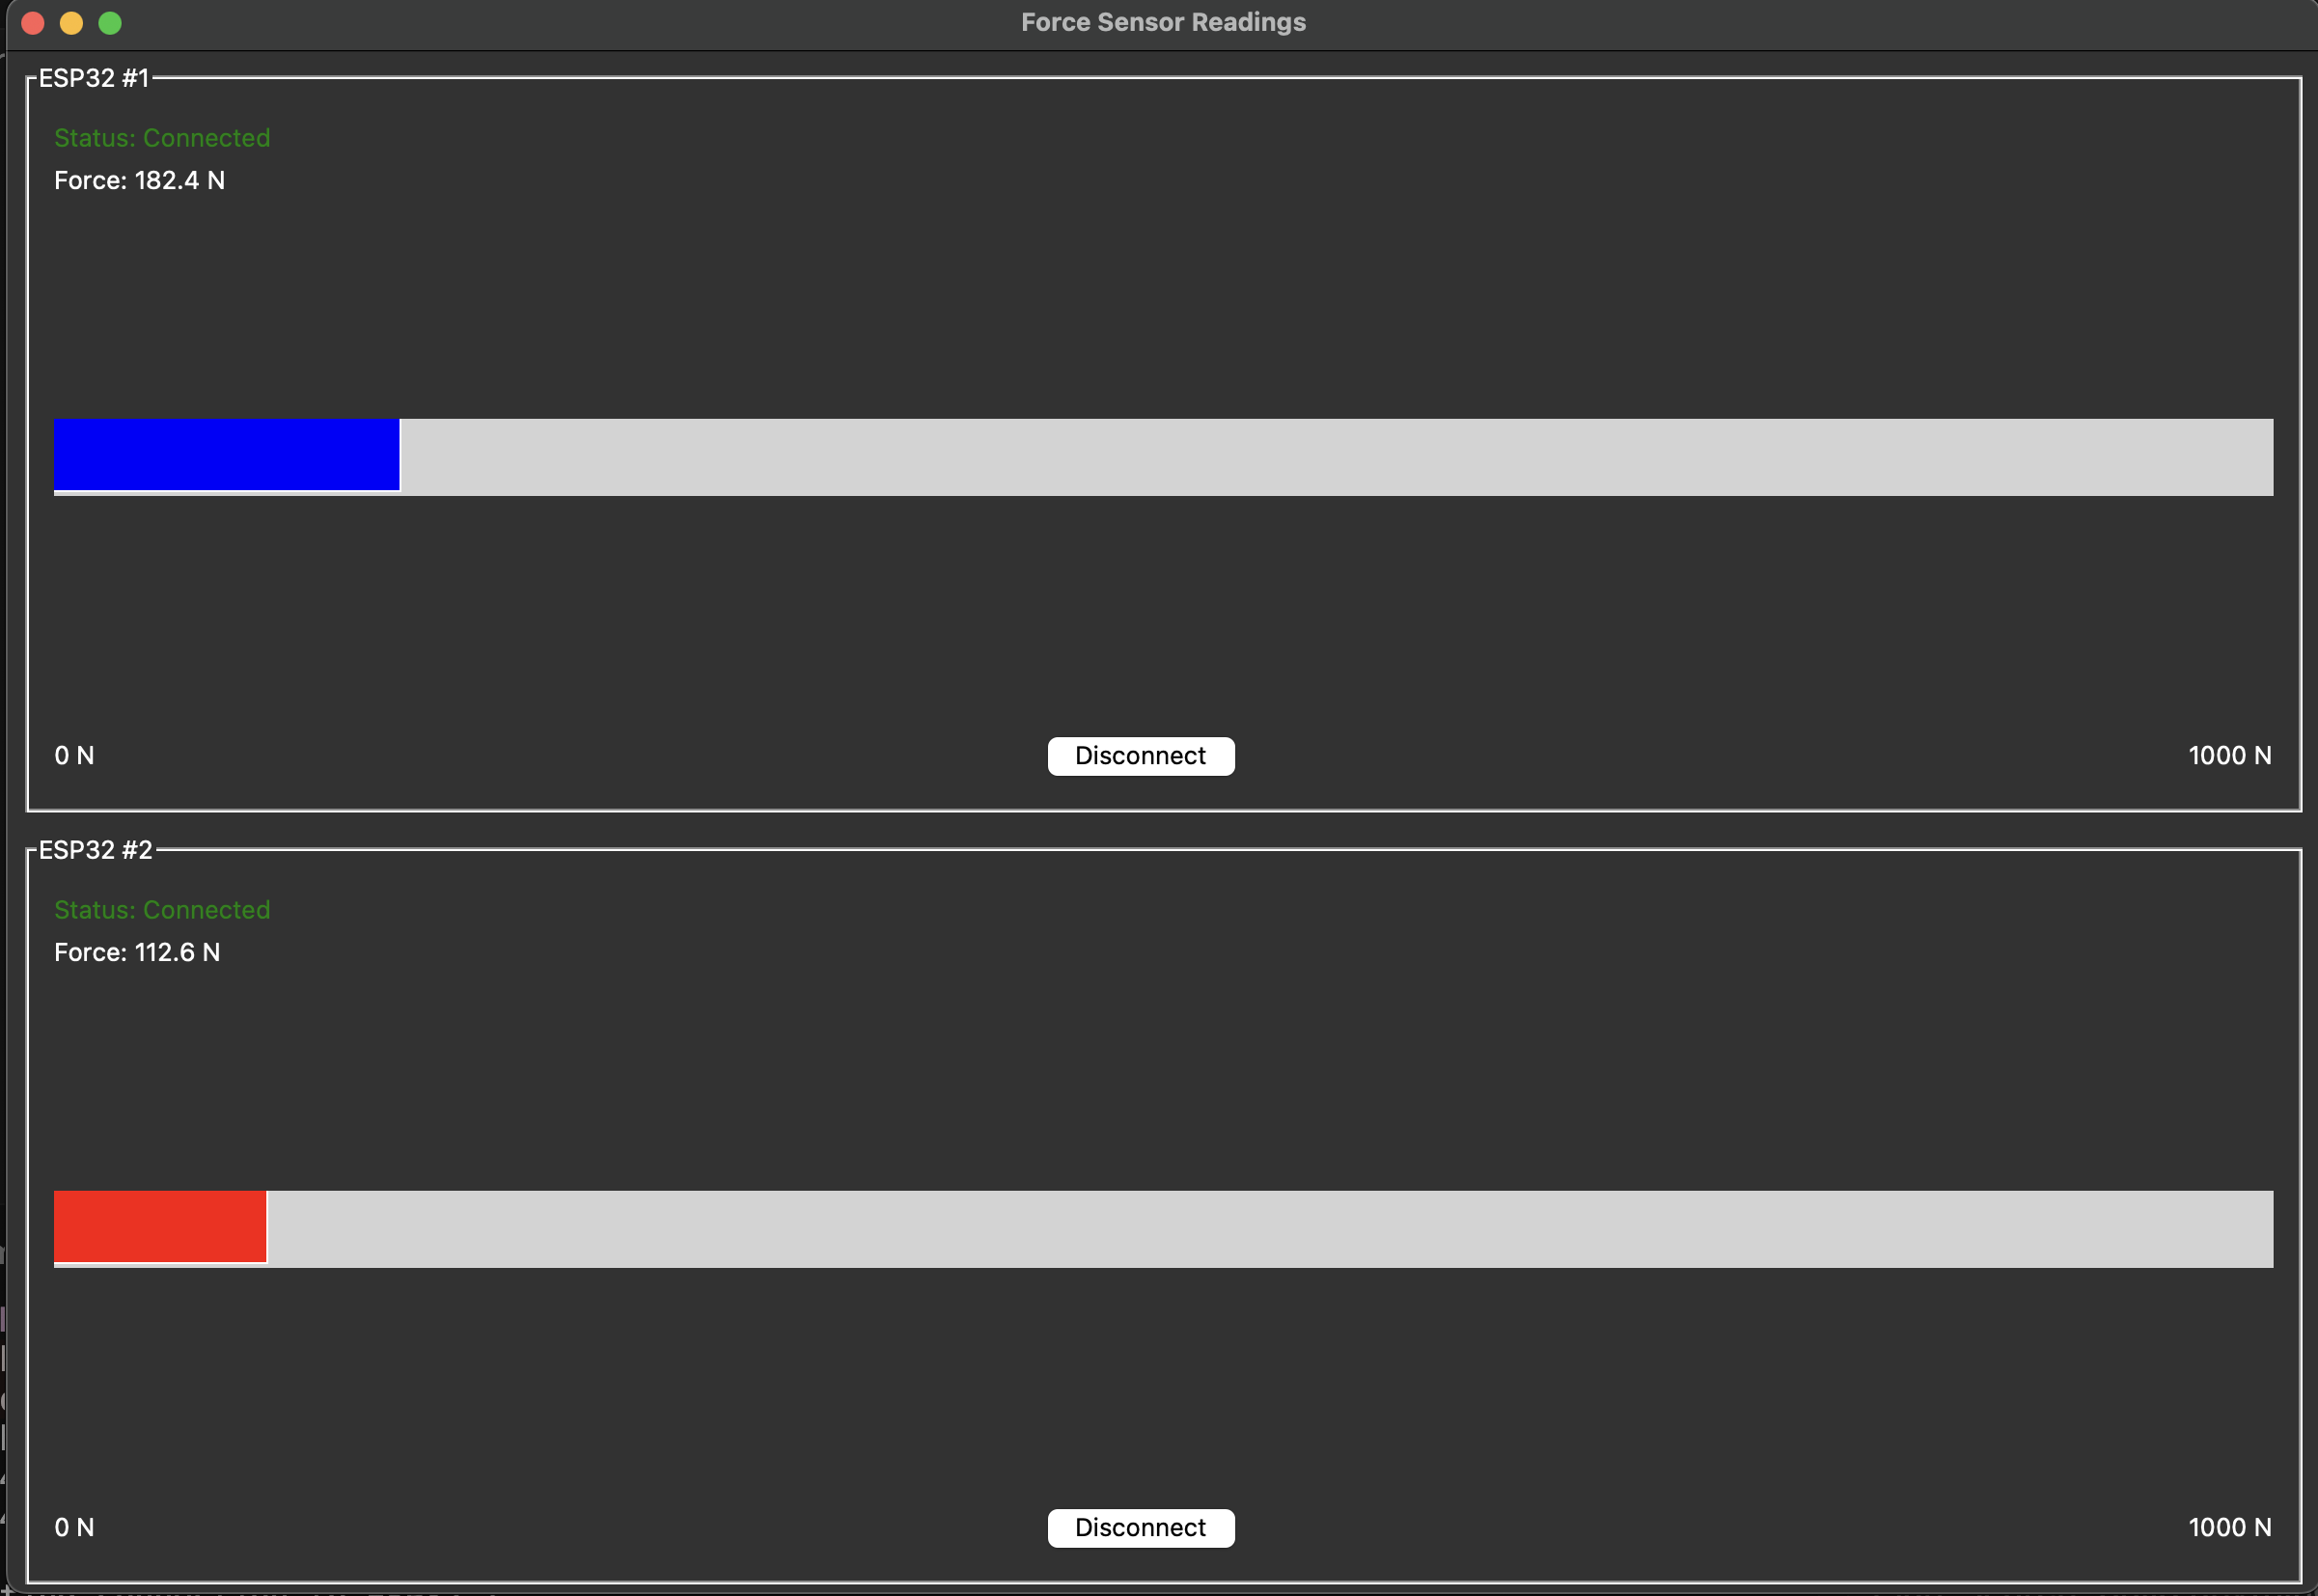 Force Sensor Readings
ESP32 #1
Status: Connected
Force: 182.4 N
0 N Disconnect 1000 N
ESP32 #2
Status: Connected
Force: 112.6 N
0 N Disconnect 1000 N